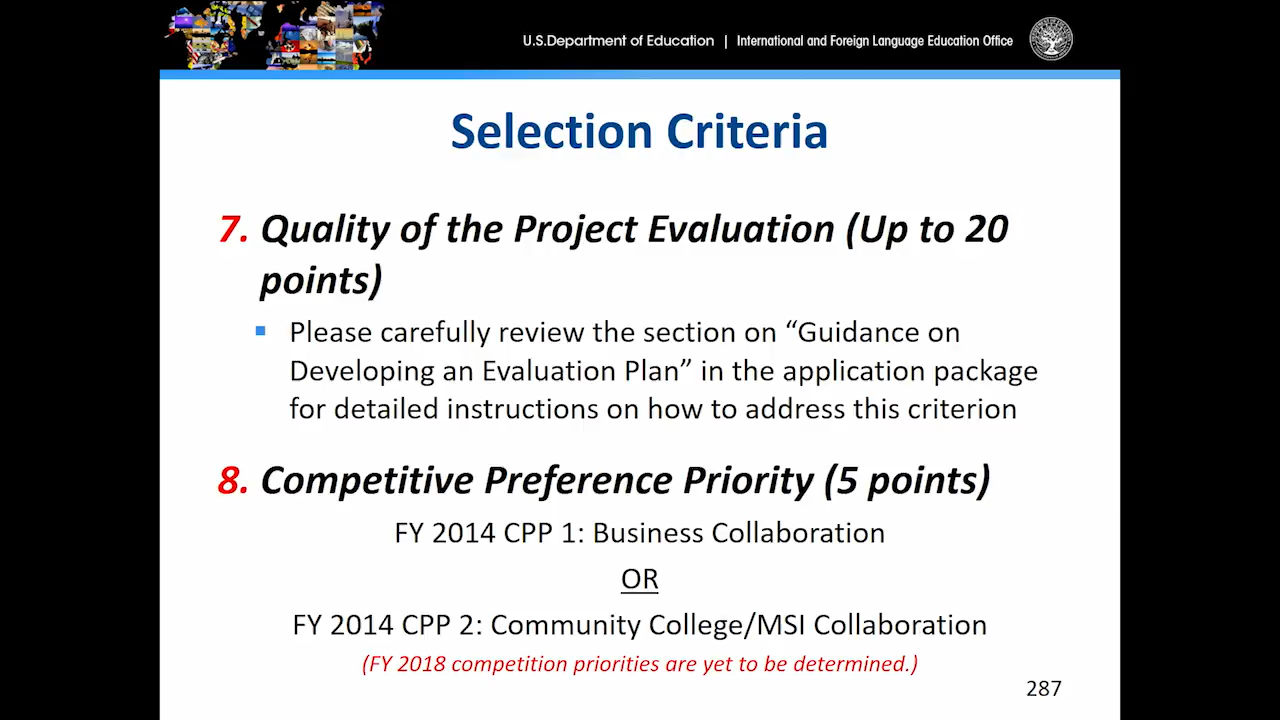 U.S.Department of Education | International and Foreign Language Education Office
Selection Criteria
7. Quality of the Project Evaluation (Up to 20
points)
▪ Please carefully review the section on “Guidance on
Developing an Evaluation Plan” in the application package
for detailed instructions on how to address this criterion
8. Competitive Preference Priority (5 points)
FY 2014 CPP 1: Business Collaboration
OR
FY 2014 CPP 2: Community College/MSI Collaboration
(FY 2018 competition priorities are yet to be determined.)
287